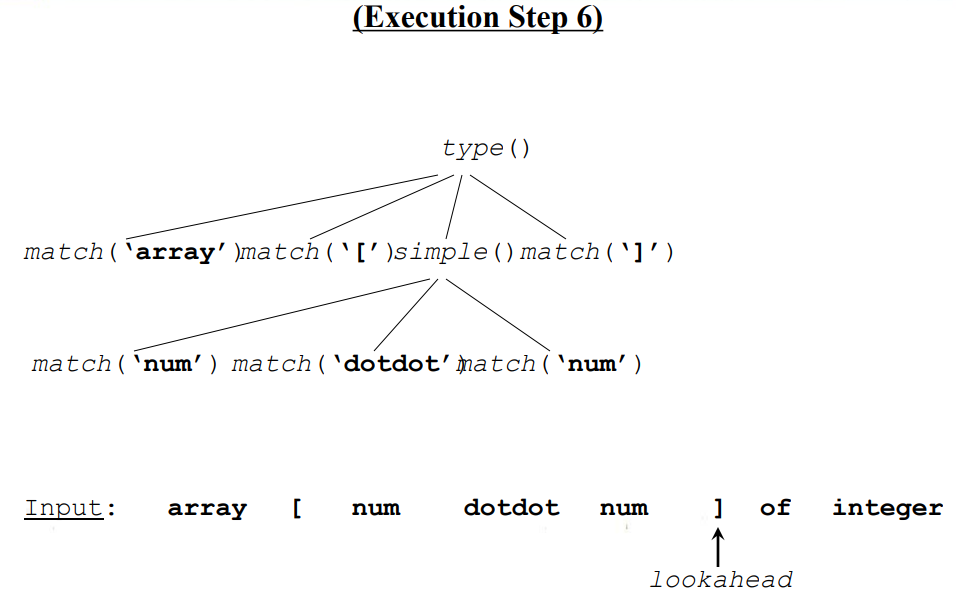 (Execution Step 6)
type()
match(‘array’)match(‘[’)simple()match(‘]’)
match(‘num’) match(‘dotdot’)match(‘num’)
Input: array [ num dotdot num ] of integer
lookahead